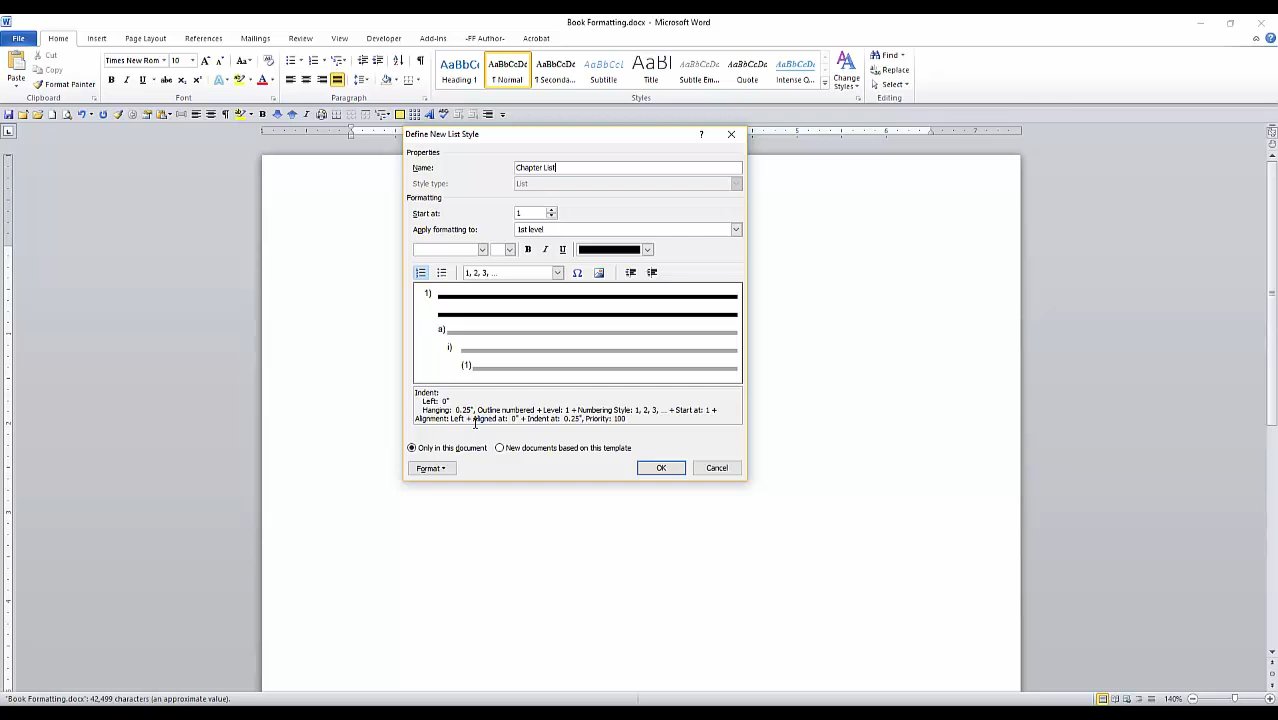 Book Formatting.docx - Microsoft Word
File Home Insert Page Layout References Mailings Review View Developer Add-Ins -FF Author- Acrobat
Paste
Cut
Copy
Format Painter
Clipboard
Times New Rom 10
Font
Paragraph
AaBbC AaBbCcDc AaBbCcDc AaBbCcl AaBl AaBbCcDc AaBbCcDc AaBbCcDc
Heading 1 ¶ Normal ¶ Seconda... Subtitle Title Subtle Em... Quote Intense Q...
Change
Styles
Styles
Find
Replace
Select
Editing
Define New List Style
Properties
Name: Chapter List
Style type: List
Formatting
Start at: 1
Apply formatting to: 1st level
B I U
1, 2, 3, ...
1)
a)
i)
(1)
Indent:
Left: 0"
Hanging: 0.25", Outline numbered + Level: 1 + Numbering Style: 1, 2, 3, ... + Start at: 1 +
Alignment: Left + Aligned at: 0" + Indent at: 0.25", Priority: 100
Only in this document New documents based on this template
Format OK Cancel
"Book Formatting.docx": 42,499 characters (an approximate value). 140%